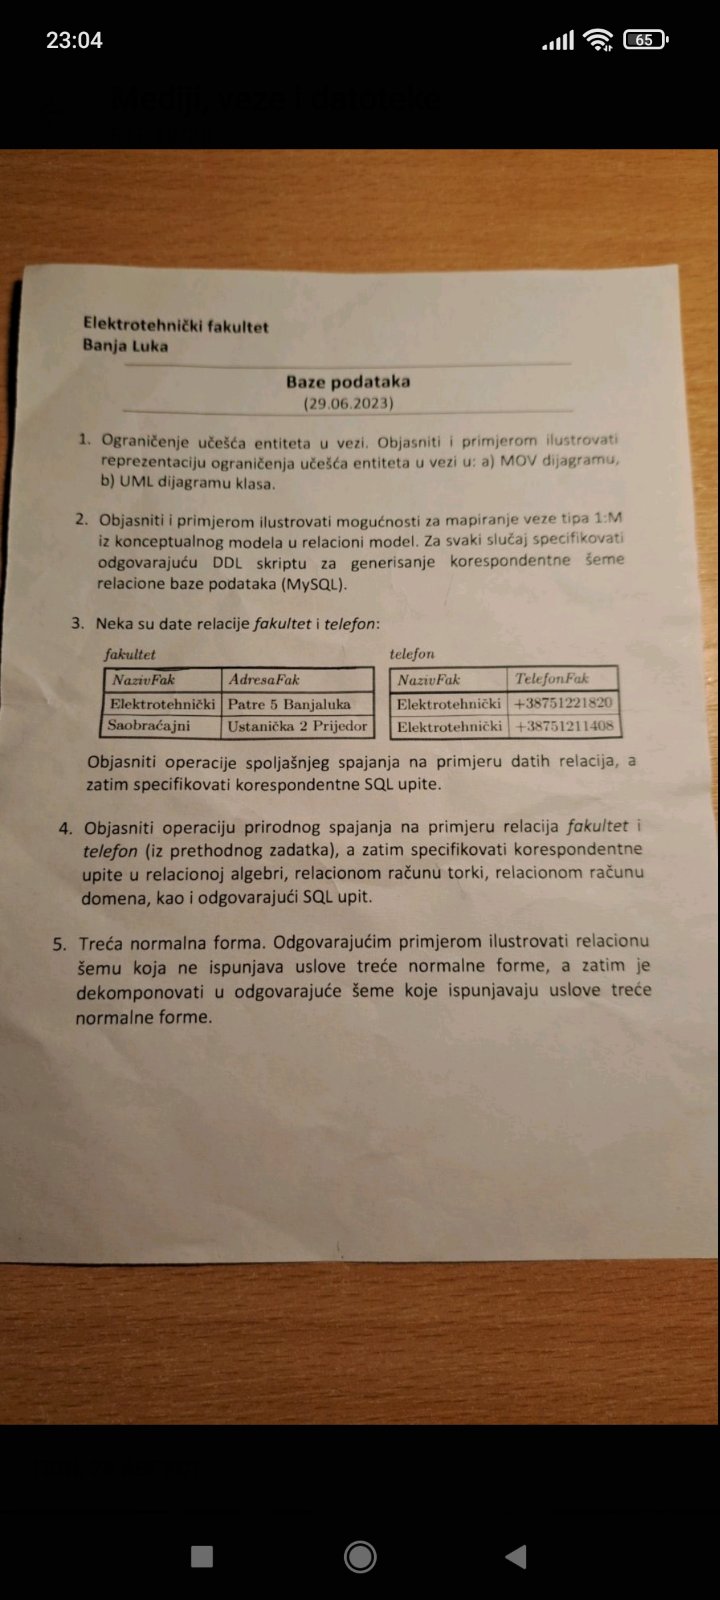 23:04
65
Mediji, veze i datoteke
Elektrotehnički fakultet
Banja Luka
Baze podataka
(29.06.2023)
1. Ograničenje učešća entiteta u vezi. Objasniti i primjerom ilustrovati
reprezentaciju ograničenja učešća entiteta u vezi u: a) MOV dijagramu,
b) UML dijagramu klasa.
2. Objasniti i primjerom ilustrovati mogućnosti za mapiranje veze tipa 1:M
iz konceptualnog modela u relacioni model. Za svaki slučaj specifikovati
odgovarajuću DDL skriptu za generisanje korespondentne šeme
relacione baze podataka (MySQL).
3. Neka su date relacije fakultet i telefon:
fakultet
NazivFak AdresaFak
Elektrotehnički Patre 5 Banjaluka
Saobraćajni Ustanička 2 Prijedor
telefon
NazivFak TelefonFak
Elektrotehnički +38751221820
Elektrotehnički +38751211408
Objasniti operacije spoljašnjeg spajanja na primjeru datih relacija, a
zatim specifikovati korespondentne SQL upite.
4. Objasniti operaciju prirodnog spajanja na primjeru relacija fakultet i
telefon (iz prethodnog zadatka), a zatim specifikovati korespondentne
upite u relacionoj algebri, relacionom računu torki, relacionom računu
domena, kao i odgovarajući SQL upit.
5. Treća normalna forma. Odgovarajućim primjerom ilustrovati relacionu
šemu koja ne ispunjava uslove treće normalne forme, a zatim je
dekomponovati u odgovarajuće šeme koje ispunjavaju uslove treće
normalne forme.